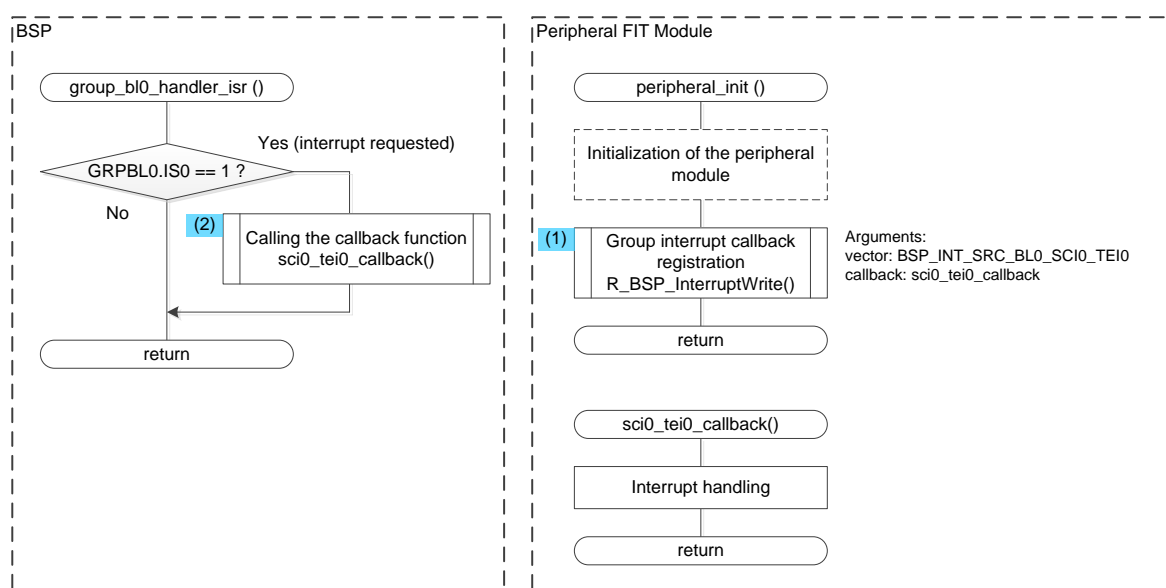 BSP
group_bl0_handler_isr ()
GRPBL0.IS0 == 1 ?
Yes (interrupt requested)
No
(2)
Calling the callback function
sci0_tei0_callback()
return
Peripheral FIT Module
peripheral_init ()
Initialization of the peripheral
module
(1)
Group interrupt callback
registration
R_BSP_InterruptWrite()
Arguments:
vector: BSP_INT_SRC_BL0_SCI0_TEI0
callback: sci0_tei0_callback
return
sci0_tei0_callback()
Interrupt handling
return